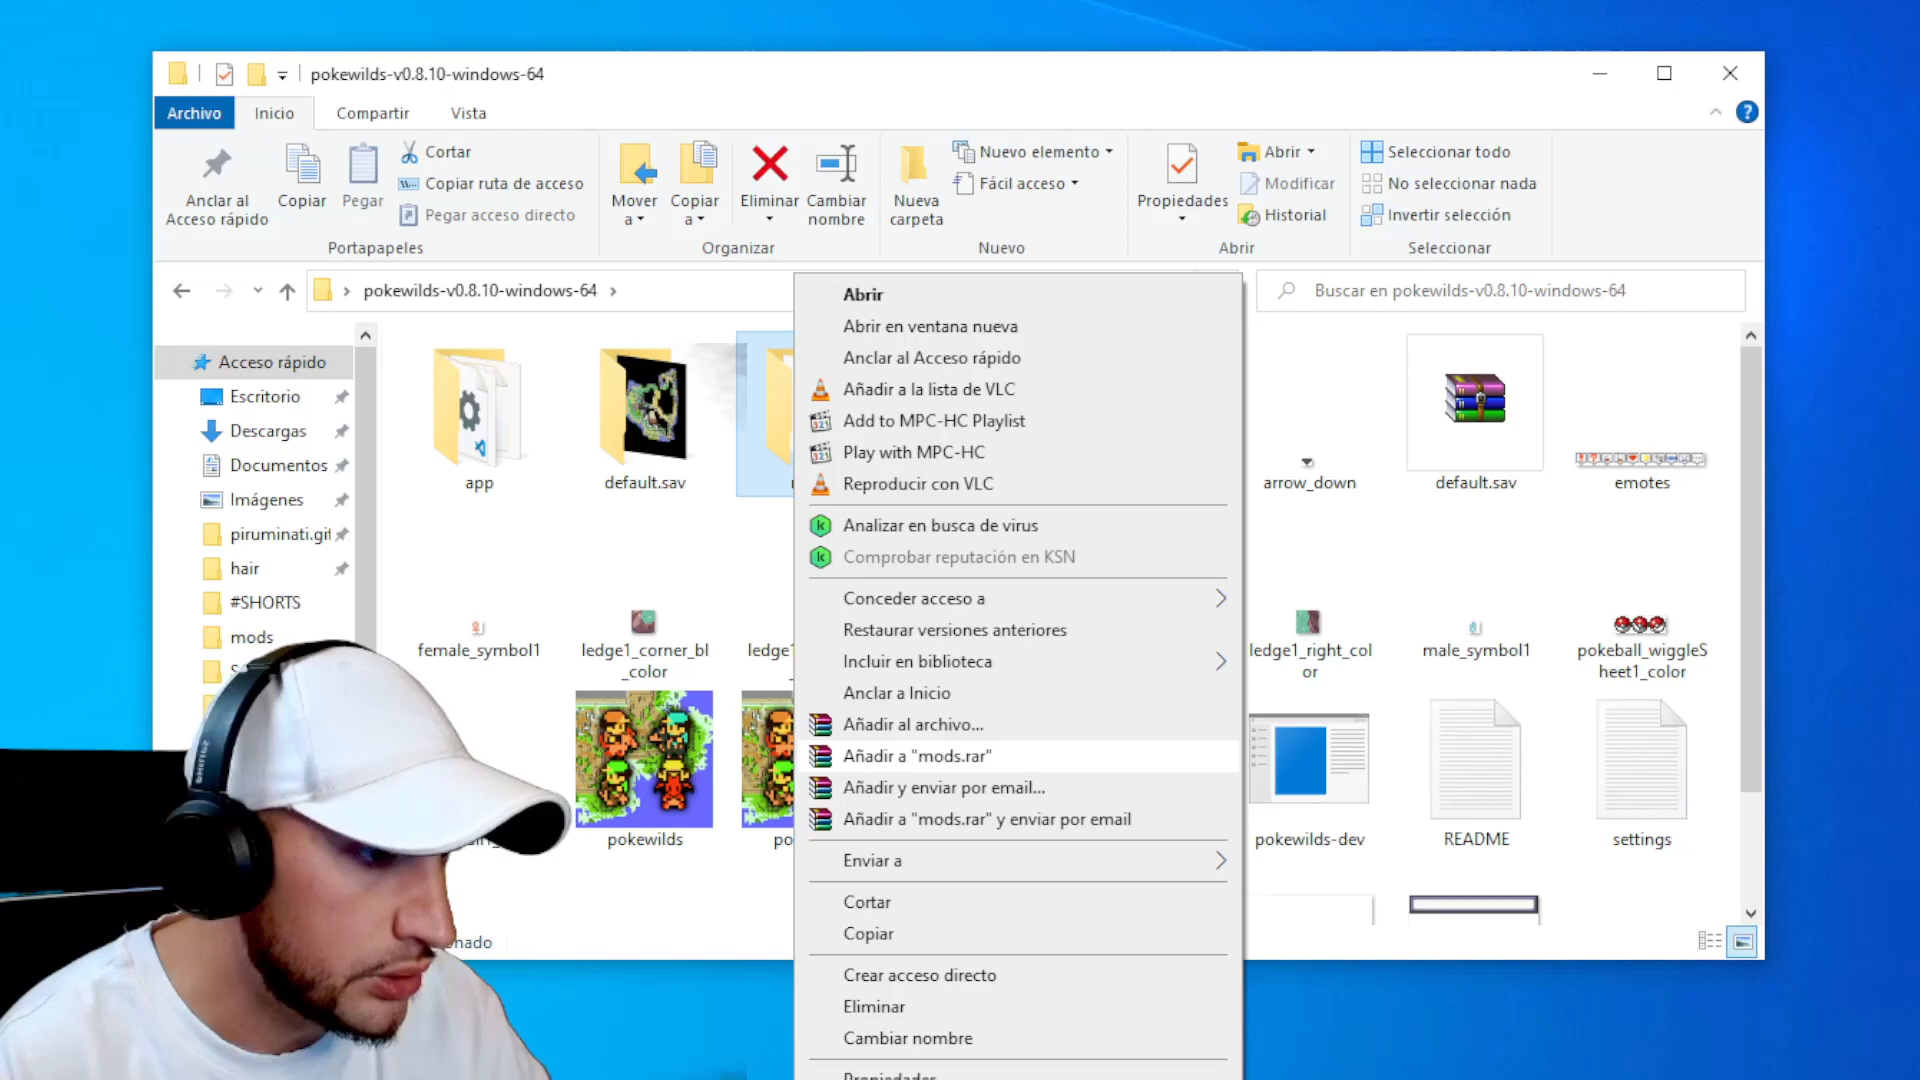 pokewilds-v0.8.10-windows-64
Archivo
Inicio
Compartir
Vista
Anclar al
Acceso rápido
Copiar
Pegar
Cortar
Copiar ruta de acceso
Pegar acceso directo
Portapapeles
Mover
a
Copiar
a
Eliminar
Cambiar
nombre
Organizar
Nueva
carpeta
Nuevo elemento
Fácil acceso
Nuevo
Propiedades
Abrir
Modificar
Historial
Abrir
Seleccionar todo
No seleccionar nada
Invertir selección
Seleccionar
pokewilds-v0.8.10-windows-64
Buscar en pokewilds-v0.8.10-windows-64
Acceso rápido
Escritorio
Descargas
Documentos
Imágenes
piruminati.git
hair
#SHORTS
mods
app
default.sav
arrow_down
default.sav
emotes
female_symbol1
ledge1_corner_bl
_color
ledge1_right_col
or
male_symbol1
pokeball_wiggleS
heet1_color
pokewilds
pokewilds-dev
README
settings
Abrir
Abrir en ventana nueva
Anclar al Acceso rápido
Añadir a la lista de VLC
Add to MPC-HC Playlist
Play with MPC-HC
Reproducir con VLC
Analizar en busca de virus
Comprobar reputación en KSN
Conceder acceso a
Restaurar versiones anteriores
Incluir en biblioteca
Anclar a Inicio
Añadir al archivo...
Añadir a "mods.rar"
Añadir y enviar por email...
Añadir a "mods.rar" y enviar por email
Enviar a
Cortar
Copiar
Crear acceso directo
Eliminar
Cambiar nombre
Propiedades